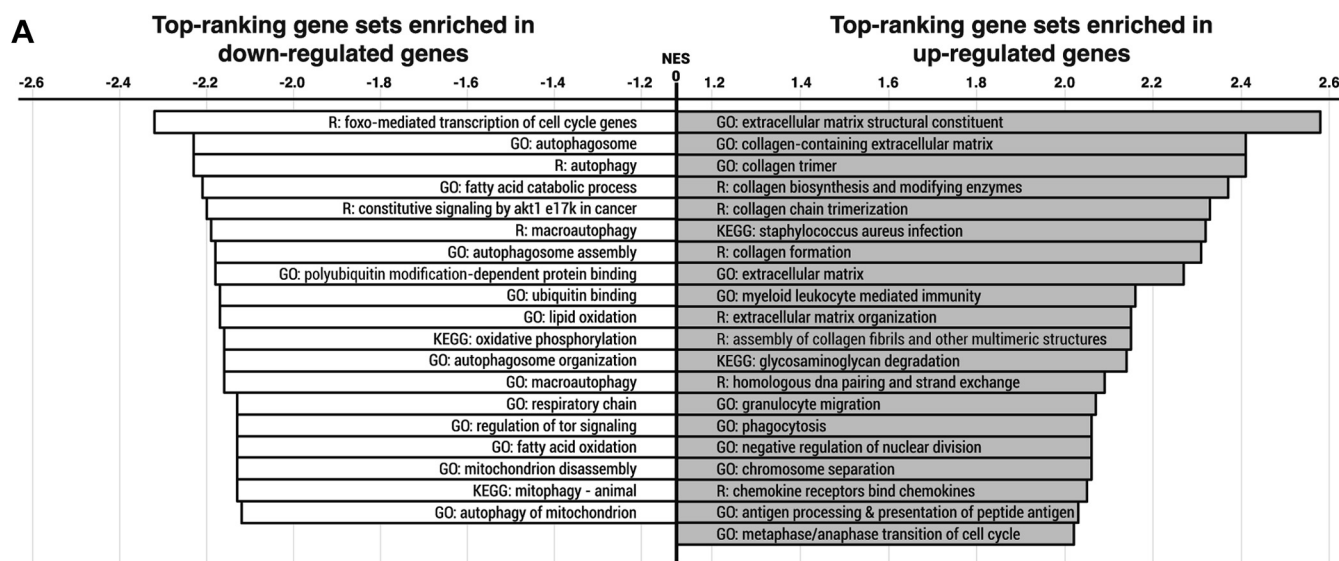 A
Top-ranking gene sets enriched in
down-regulated genes
Top-ranking gene sets enriched in
up-regulated genes
NES
-2.6 -2.4 -2.2 -2.0 -1.8 -1.6 -1.4 -1.2 0 1.2 1.4 1.6 1.8 2.0 2.2 2.4 2.6
R: foxo-mediated transcription of cell cycle genes
GO: autophagosome
R: autophagy
GO: fatty acid catabolic process
R: constitutive signaling by akt1 e17k in cancer
R: macroautophagy
GO: autophagosome assembly
GO: polyubiquitin modification-dependent protein binding
GO: ubiquitin binding
GO: lipid oxidation
KEGG: oxidative phosphorylation
GO: autophagosome organization
GO: macroautophagy
GO: respiratory chain
GO: regulation of tor signaling
GO: fatty acid oxidation
GO: mitochondrion disassembly
KEGG: mitophagy - animal
GO: autophagy of mitochondrion
GO: extracellular matrix structural constituent
GO: collagen-containing extracellular matrix
GO: collagen trimer
R: collagen biosynthesis and modifying enzymes
R: collagen chain trimerization
KEGG: staphylococcus aureus infection
R: collagen formation
GO: extracellular matrix
GO: myeloid leukocyte mediated immunity
R: extracellular matrix organization
R: assembly of collagen fibrils and other multimeric structures
KEGG: glycosaminoglycan degradation
R: homologous dna pairing and strand exchange
GO: granulocyte migration
GO: phagocytosis
GO: negative regulation of nuclear division
GO: chromosome separation
R: chemokine receptors bind chemokines
GO: antigen processing & presentation of peptide antigen
GO: metaphase/anaphase transition of cell cycle